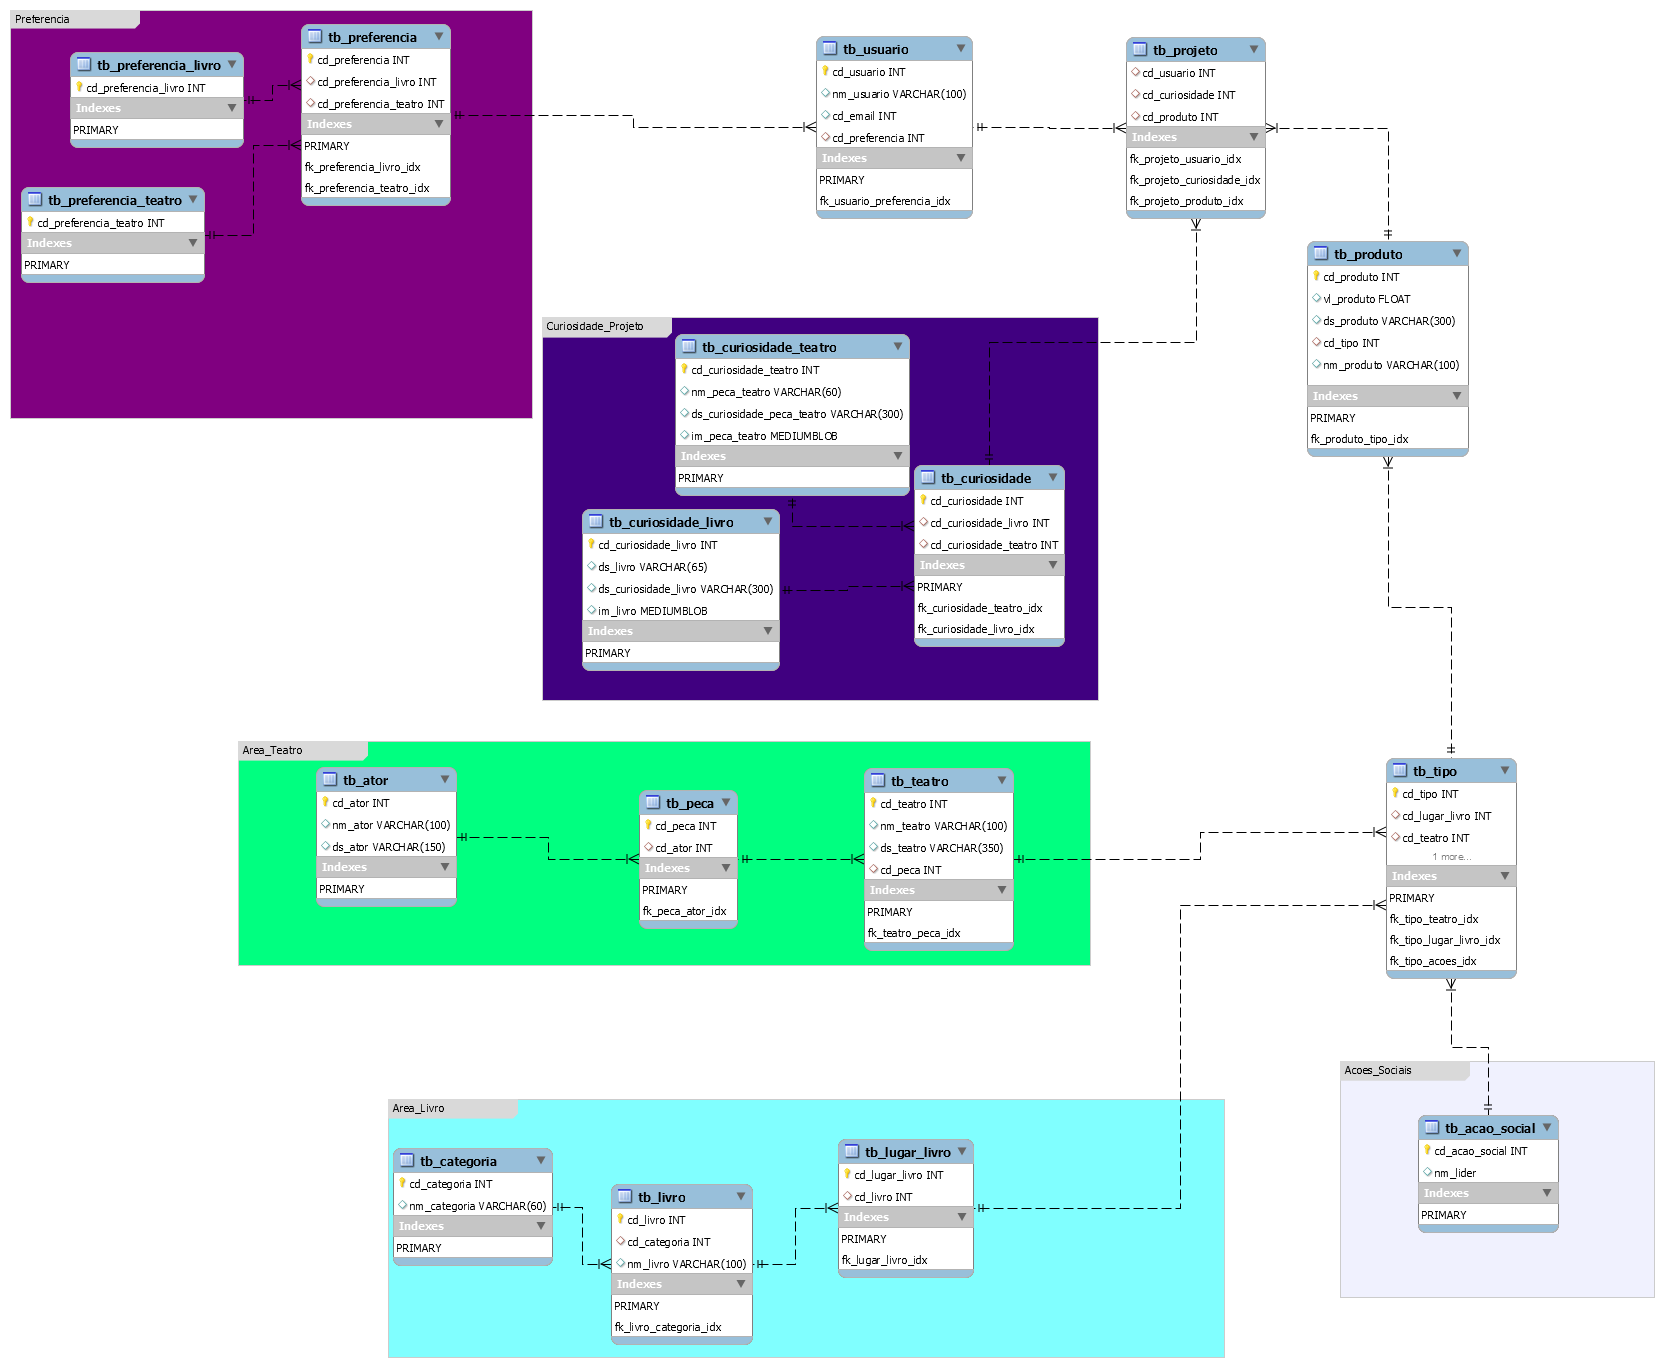 Preferencia
tb_preferencia_livro
cd_preferencia_livro INT
Indexes
PRIMARY
tb_preferencia
cd_preferencia INT
cd_preferencia_livro INT
cd_preferencia_teatro INT
Indexes
PRIMARY
fk_preferencia_livro_idx
fk_preferencia_teatro_idx
tb_preferencia_teatro
cd_preferencia_teatro INT
Indexes
PRIMARY
tb_usuario
cd_usuario INT
nm_usuario VARCHAR(100)
cd_email INT
cd_preferencia INT
Indexes
PRIMARY
fk_usuario_preferencia_idx
tb_projeto
cd_usuario INT
cd_curiosidade INT
cd_produto INT
Indexes
fk_projeto_usuario_idx
fk_projeto_curiosidade_idx
fk_projeto_produto_idx
tb_produto
cd_produto INT
vl_produto FLOAT
ds_produto VARCHAR(300)
cd_tipo INT
nm_produto VARCHAR(100)
Indexes
PRIMARY
fk_produto_tipo_idx
Curiosidade_Projeto
tb_curiosidade_teatro
cd_curiosidade_teatro INT
nm_peca_teatro VARCHAR(60)
ds_curiosidade_peca_teatro VARCHAR(300)
im_peca_teatro MEDIUMBLOB
Indexes
PRIMARY
tb_curiosidade
cd_curiosidade INT
cd_curiosidade_livro INT
cd_curiosidade_teatro INT
Indexes
PRIMARY
fk_curiosidade_teatro_idx
fk_curiosidade_livro_idx
tb_curiosidade_livro
cd_curiosidade_livro INT
ds_livro VARCHAR(65)
ds_curiosidade_livro VARCHAR(300)
im_livro MEDIUMBLOB
Indexes
PRIMARY
Area_Teatro
tb_ator
cd_ator INT
nm_ator VARCHAR(100)
ds_ator VARCHAR(150)
Indexes
PRIMARY
tb_peca
cd_peca INT
cd_ator INT
Indexes
PRIMARY
fk_peca_ator_idx
tb_teatro
cd_teatro INT
nm_teatro VARCHAR(100)
ds_teatro VARCHAR(350)
cd_peca INT
Indexes
PRIMARY
fk_teatro_peca_idx
tb_tipo
cd_tipo INT
cd_lugar_livro INT
cd_teatro INT
1 more...
Indexes
PRIMARY
fk_tipo_teatro_idx
fk_tipo_lugar_livro_idx
fk_tipo_acoes_idx
Acoes_Sociais
tb_acao_social
cd_acao_social INT
nm_lider
Indexes
PRIMARY
Area_Livro
tb_categoria
cd_categoria INT
nm_categoria VARCHAR(60)
Indexes
PRIMARY
tb_livro
cd_livro INT
cd_categoria INT
nm_livro VARCHAR(100)
Indexes
PRIMARY
fk_livro_categoria_idx
tb_lugar_livro
cd_lugar_livro INT
cd_livro INT
Indexes
PRIMARY
fk_lugar_livro_idx